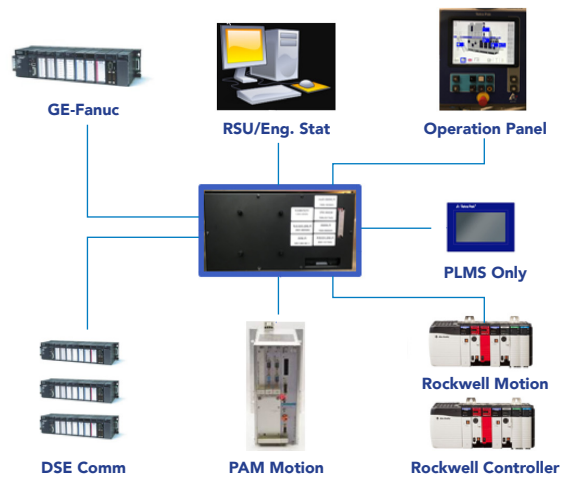 GE-Fanuc
RSU/Eng. Stat
Operation Panel
PLMS Only
DSE Comm
PAM Motion
Rockwell Motion
Rockwell Controller